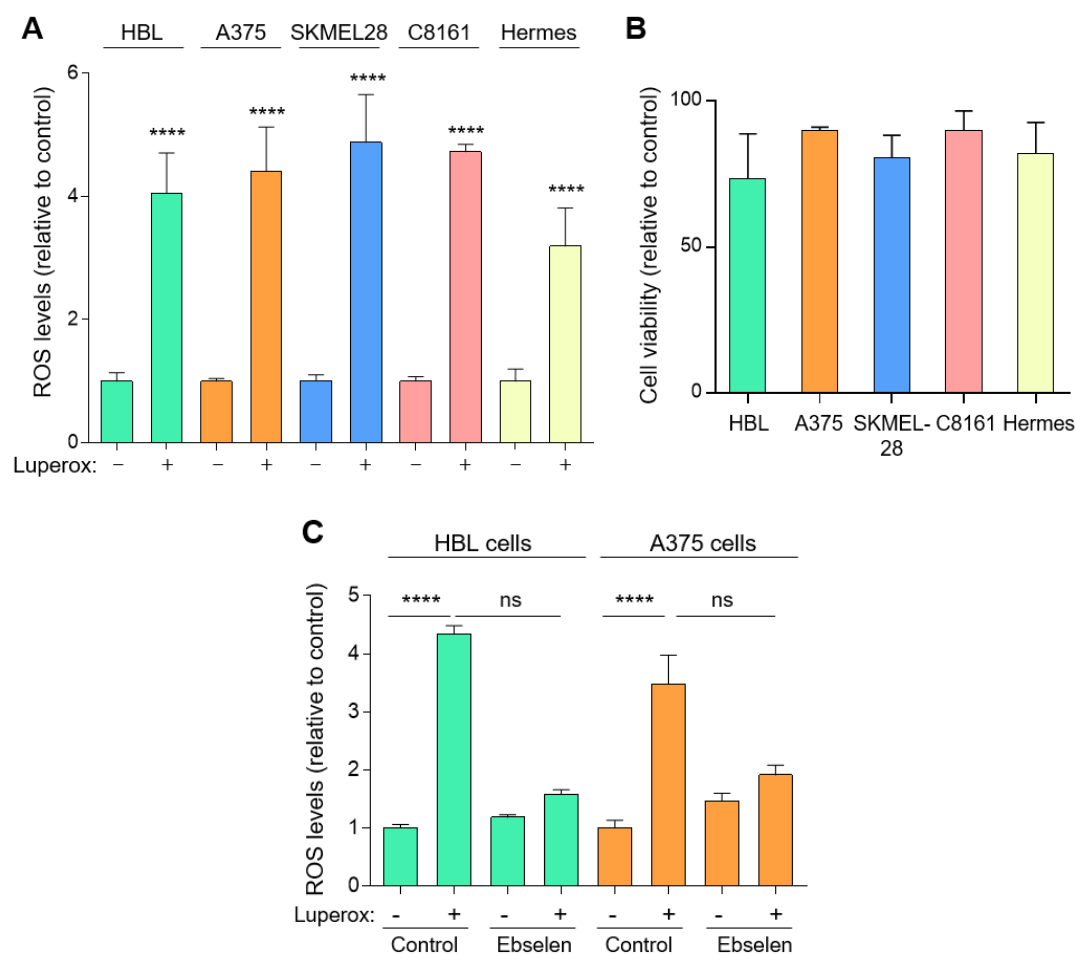 A
HBL A375 SKMEL28 C8161 Hermes
ROS levels (relative to control)
6
4
2
0
**** **** **** **** ****
Luperox: – + – + – + – + – +
B
Cell viability (relative to control)
100
50
0
HBL A375 SKMEL- C8161 Hermes
28
C
HBL cells A375 cells
ROS levels (relative to control)
5
4
3
2
1
0
**** ns **** ns
Luperox: - + - + - + - +
Control Ebselen Control Ebselen